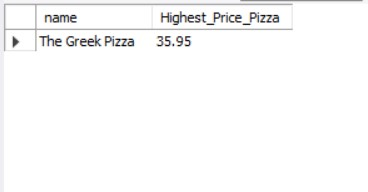 name Highest_Price_Pizza
The Greek Pizza 35.95